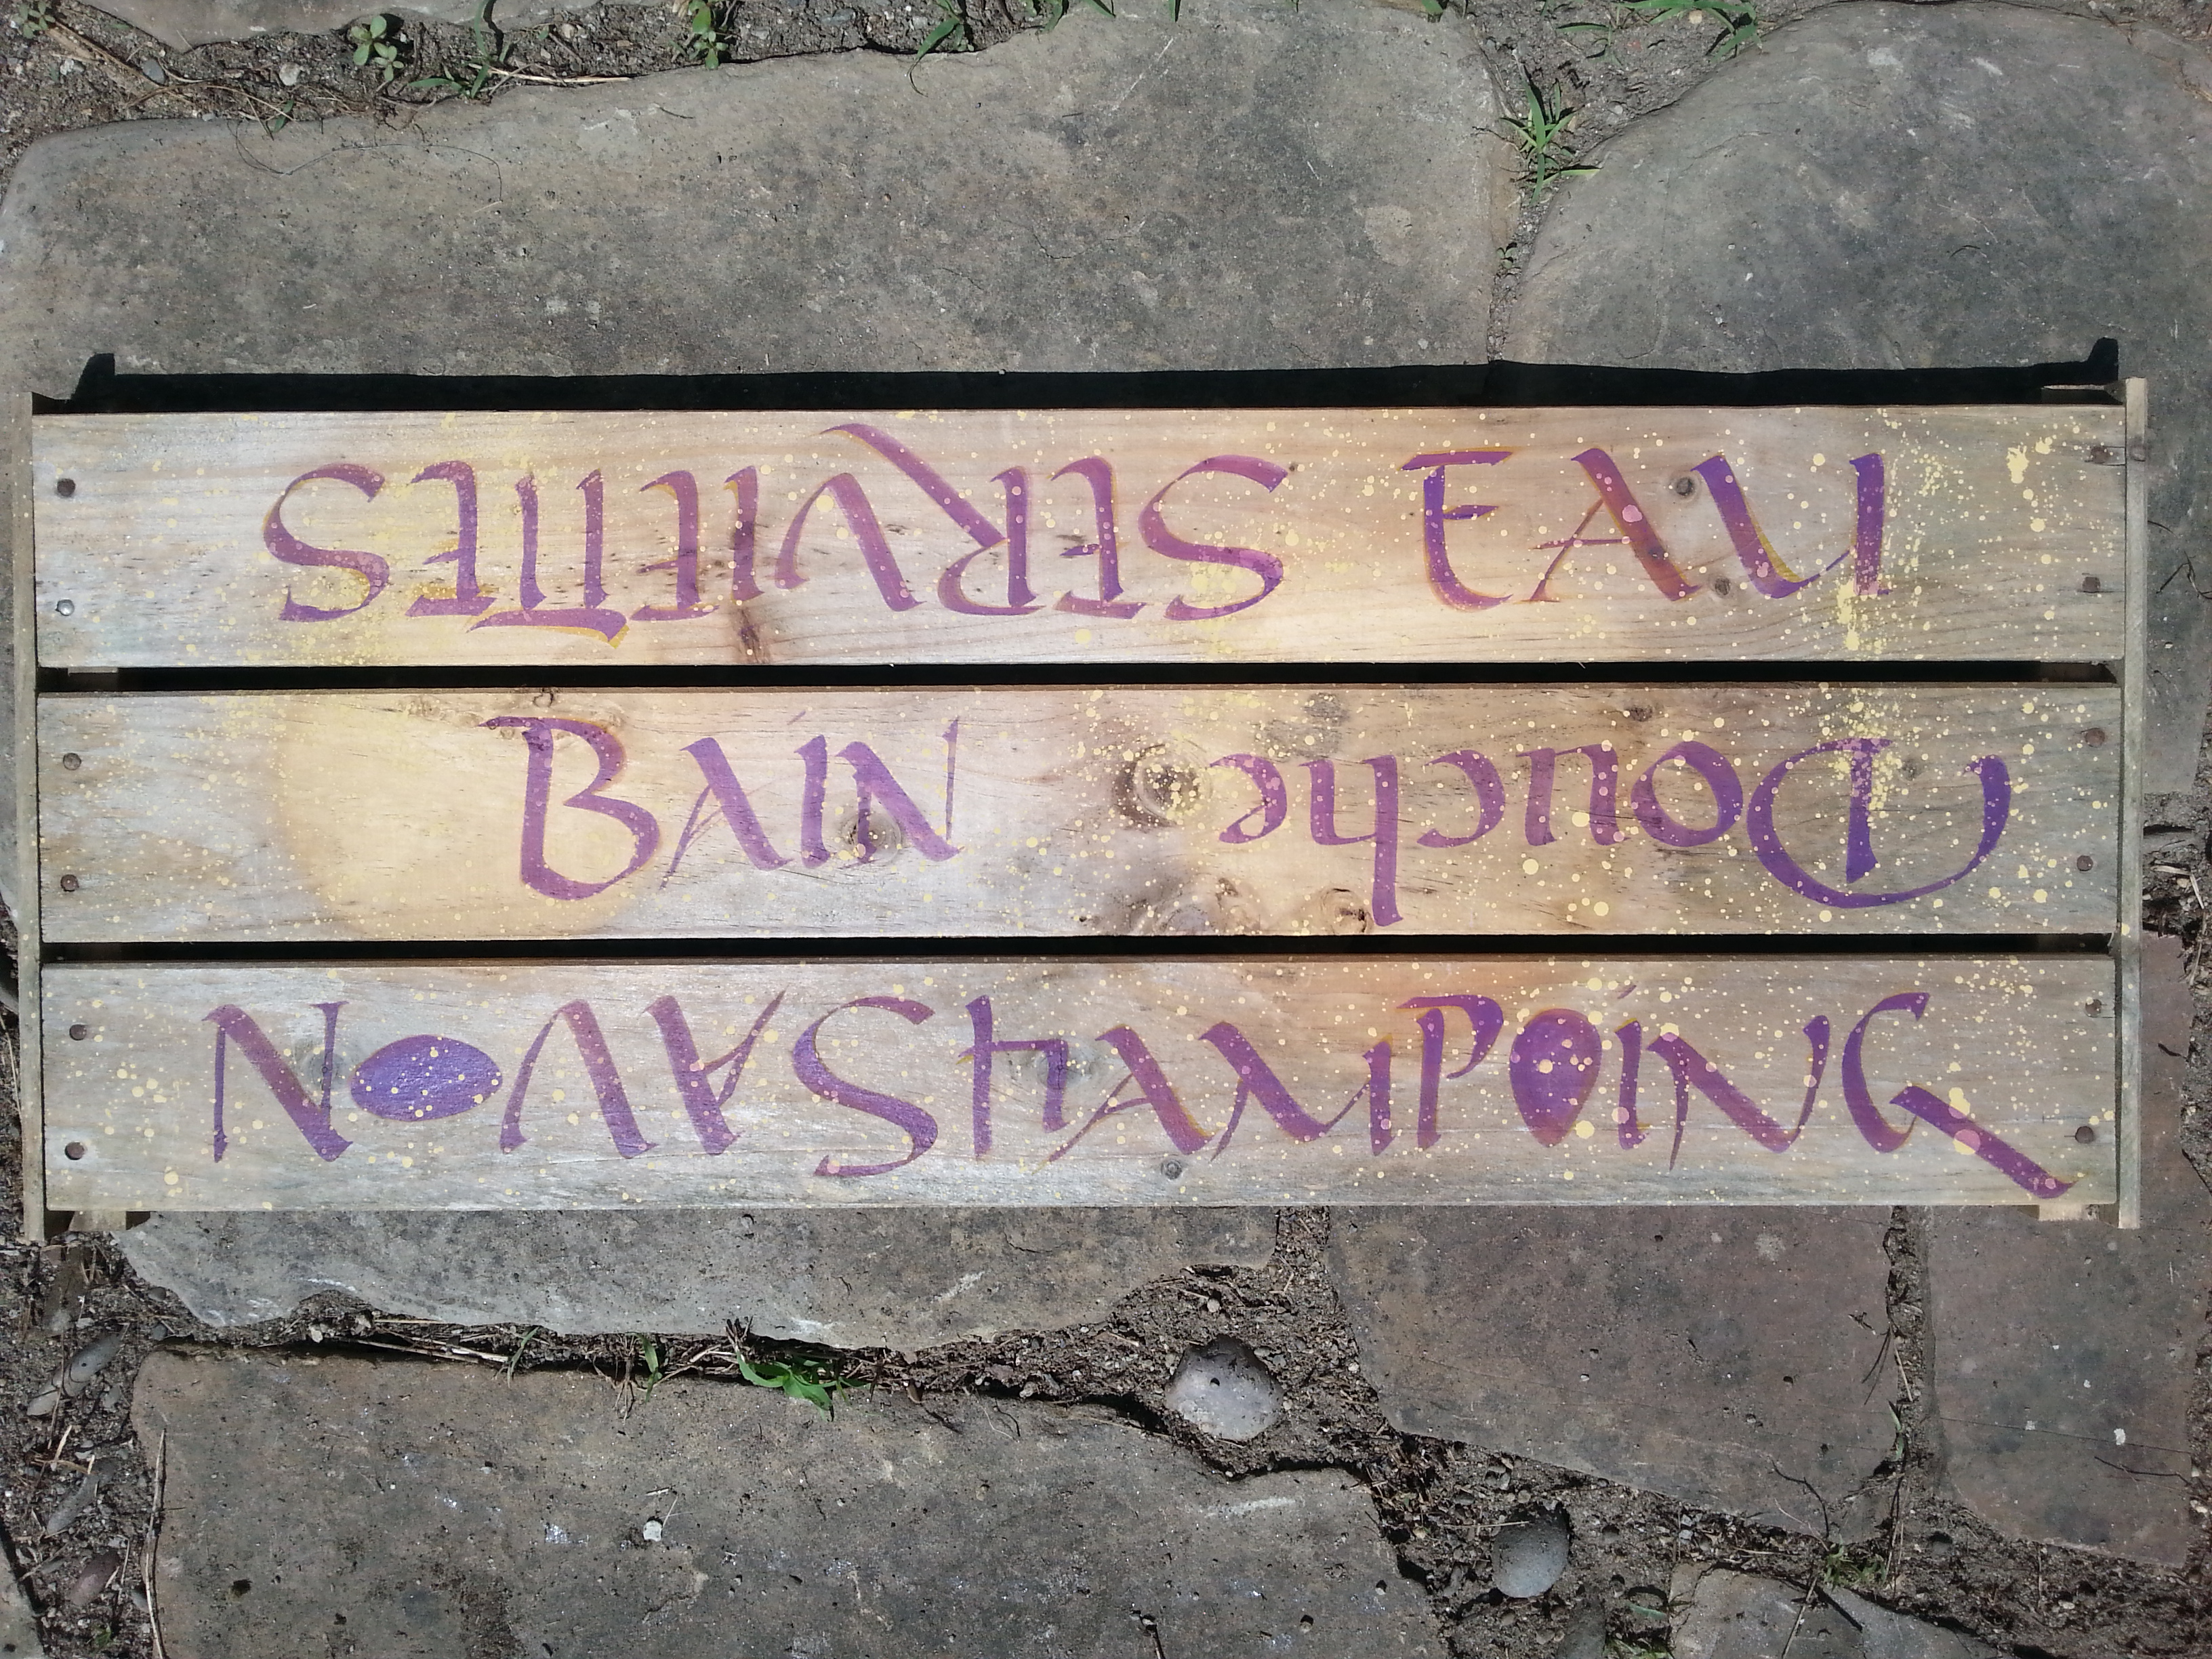 SERVIETTES EAU
BAIN Douche
SAVON SHAMPOING